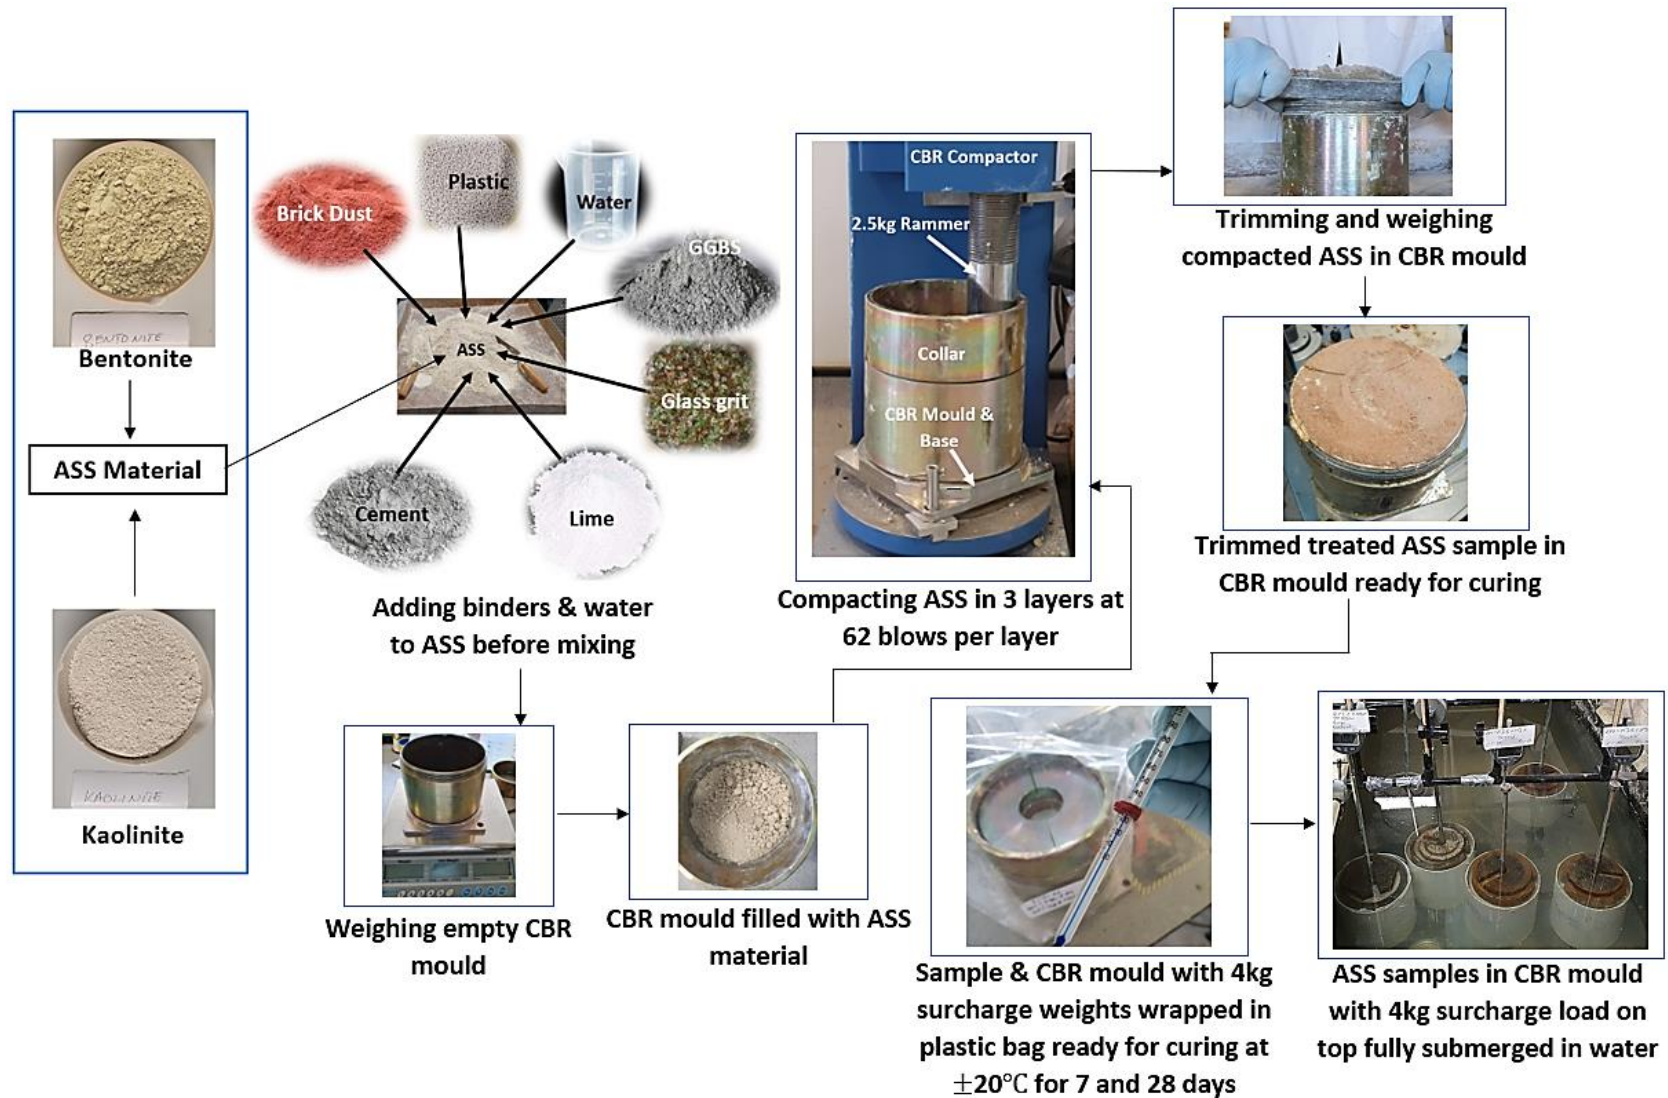 BENTONITE
Bentonite
ASS Material
KAOLINITE
Kaolinite
Brick Dust
Plastic
Water
GGBS
ASS
Glass grit
Cement
Lime
Adding binders & water
to ASS before mixing
Weighing empty CBR
mould
CBR mould filled with ASS
material
CBR Compactor
2.5kg Rammer
Collar
CBR Mould &
Base
Compacting ASS in 3 layers at
62 blows per layer
Trimming and weighing
compacted ASS in CBR mould
Trimmed treated ASS sample in
CBR mould ready for curing
Sample & CBR mould with 4kg
surcharge weights wrapped in
plastic bag ready for curing at
±20℃ for 7 and 28 days
ASS samples in CBR mould
with 4kg surcharge load on
top fully submerged in water